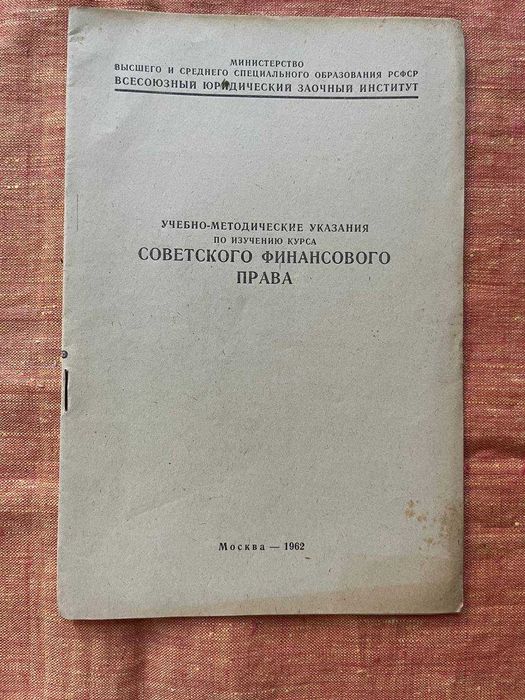 МИНИСТЕРСТВО
ВЫСШЕГО И СРЕДНЕГО СПЕЦИАЛЬНОГО ОБРАЗОВАНИЯ РСФСР
ВСЕСОЮЗНЫЙ ЮРИДИЧЕСКИЙ ЗАОЧНЫЙ ИНСТИТУТ
УЧЕБНО-МЕТОДИЧЕСКИЕ УКАЗАНИЯ
ПО ИЗУЧЕНИЮ КУРСА
СОВЕТСКОГО ФИНАНСОВОГО
ПРАВА
Москва — 1962